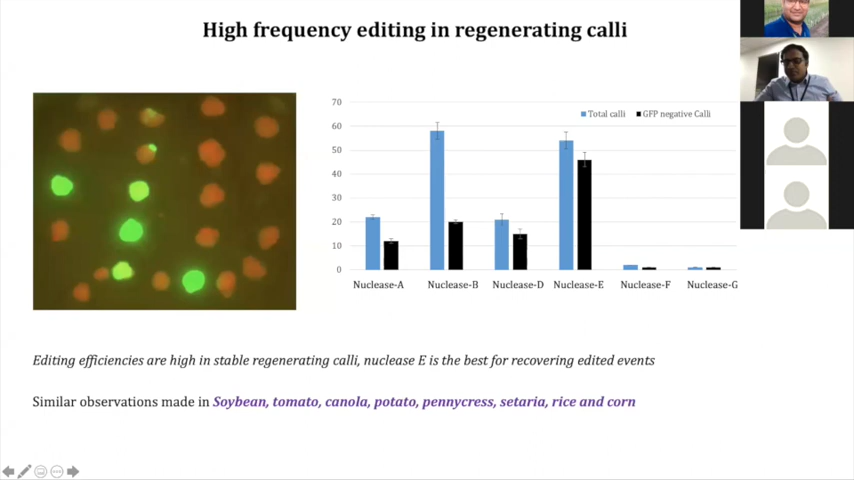 High frequency editing in regenerating calli
70
60
50
40
30
20
10
0
Total calli GFP negative Calli
Nuclease-A Nuclease-B Nuclease-D Nuclease-E Nuclease-F Nuclease-G
Editing efficiencies are high in stable regenerating calli, nuclease E is the best for recovering edited events
Similar observations made in Soybean, tomato, canola, potato, pennycress, setaria, rice and corn